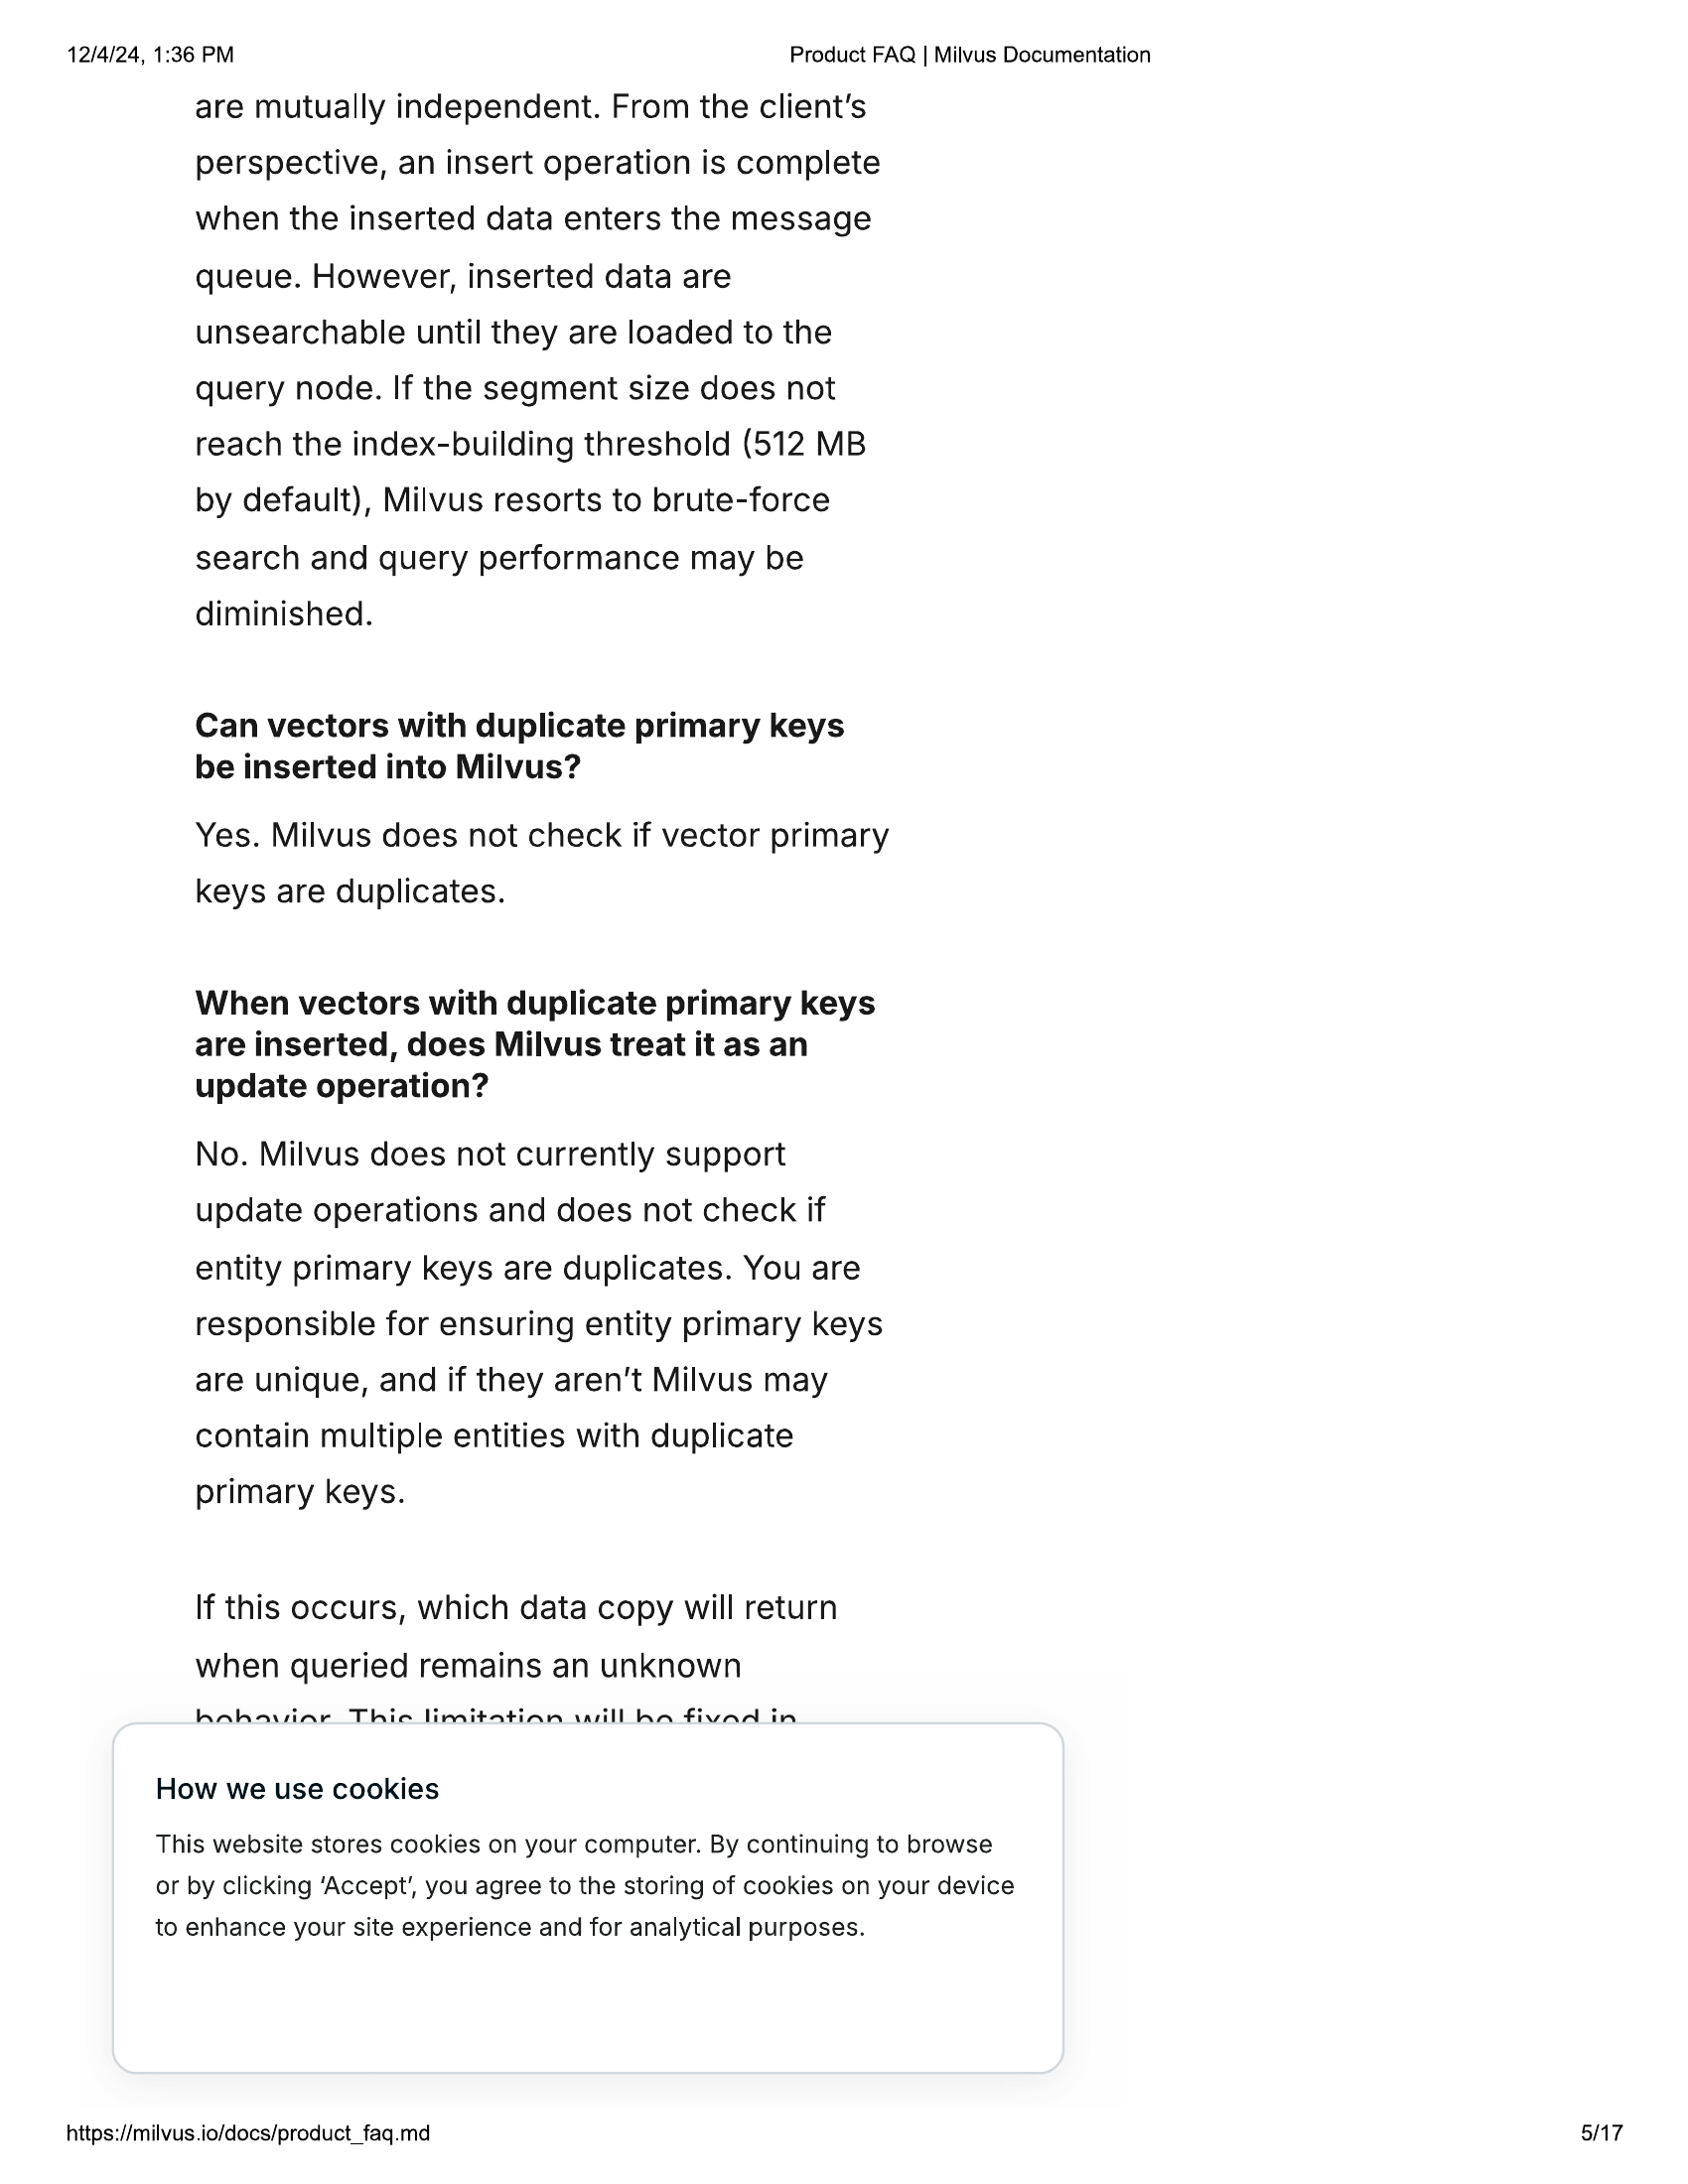 12/4/24, 1:36 PM
Product FAQ | Milvus Documentation
are mutually independent. From the client’s
perspective, an insert operation is complete
when the inserted data enters the message
queue. However, inserted data are
unsearchable until they are loaded to the
query node. If the segment size does not
reach the index-building threshold (512 MB
by default), Milvus resorts to brute-force
search and query performance may be
diminished.
Can vectors with duplicate primary keys
be inserted into Milvus?
Yes. Milvus does not check if vector primary
keys are duplicates.
When vectors with duplicate primary keys
are inserted, does Milvus treat it as an
update operation?
No. Milvus does not currently support
update operations and does not check if
entity primary keys are duplicates. You are
responsible for ensuring entity primary keys
are unique, and if they aren’t Milvus may
contain multiple entities with duplicate
primary keys.
If this occurs, which data copy will return
when queried remains an unknown
behavior. This limitation will be fixed in
How we use cookies
This website stores cookies on your computer. By continuing to browse
or by clicking ‘Accept’, you agree to the storing of cookies on your device
to enhance your site experience and for analytical purposes.
https://milvus.io/docs/product_faq.md
5/17